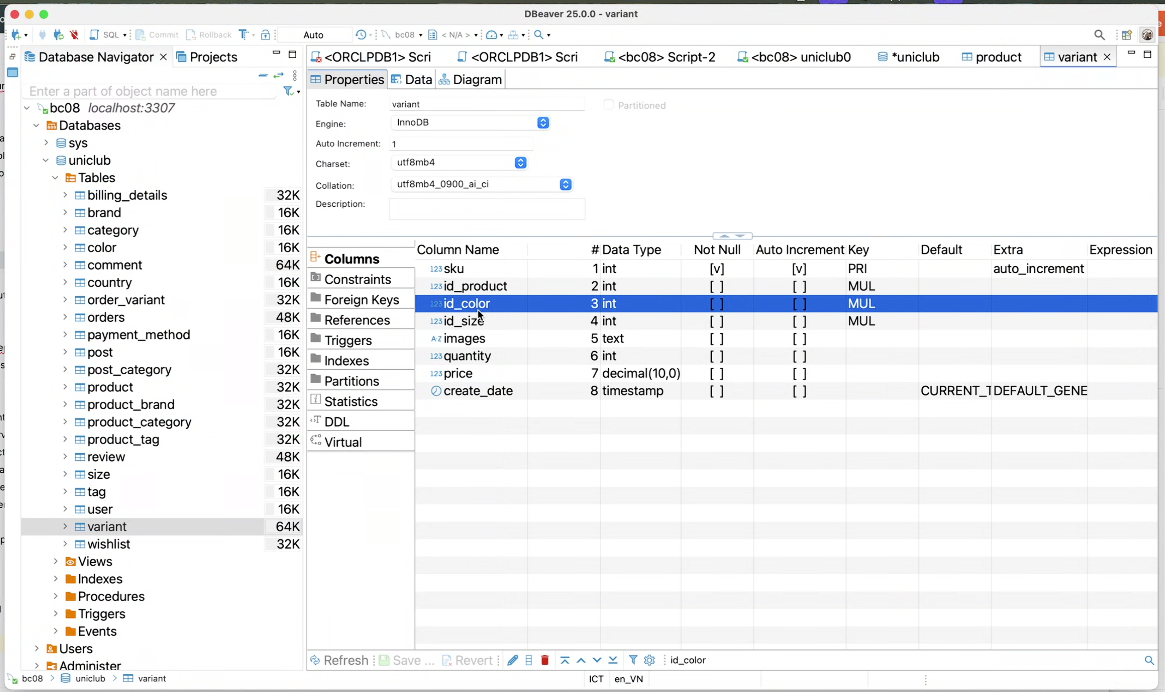 DBeaver 25.0.0 - variant
SQL
Commit
Rollback
Auto
bc08
< N/A >
Database Navigator
Projects
<ORCLPDB1> Scri
<ORCLPDB1> Scri
<bc08> Script-2
<bc08> uniclub0
*uniclub
product
variant
Enter a part of object name here
bc08 localhost:3307
Databases
sys
uniclub
Tables
billing_details 32K
brand 16K
category 16K
color 16K
comment 64K
country 16K
order_variant 32K
orders 48K
payment_method 16K
post 16K
post_category 32K
product 32K
product_brand 32K
product_category 32K
product_tag 32K
review 48K
size 16K
tag 16K
user 16K
variant 64K
wishlist 32K
Views
Indexes
Procedures
Triggers
Events
Users
Administer
Properties
Data
Diagram
Table Name: variant
Partitioned
Engine: InnoDB
Auto Increment: 1
Charset: utf8mb4
Collation: utf8mb4_0900_ai_ci
Description:
Columns
Constraints
Foreign Keys
References
Triggers
Indexes
Partitions
Statistics
DDL
Virtual
Column Name # Data Type Not Null Auto Increment Key Default Extra Expression
123 sku 1 int [v] [v] PRI auto_increment
123 id_product 2 int [ ] [ ] MUL
123 id_color 3 int [ ] [ ] MUL
123 id_size 4 int [ ] [ ] MUL
A-Z images 5 text [ ] [ ]
123 quantity 6 int [ ] [ ]
123 price 7 decimal(10,0) [ ] [ ]
create_date 8 timestamp [ ] [ ] CURRENT_T DEFAULT_GENE
Refresh
Save ...
Revert
id_color
bc08
uniclub
variant
ICT
en_VN